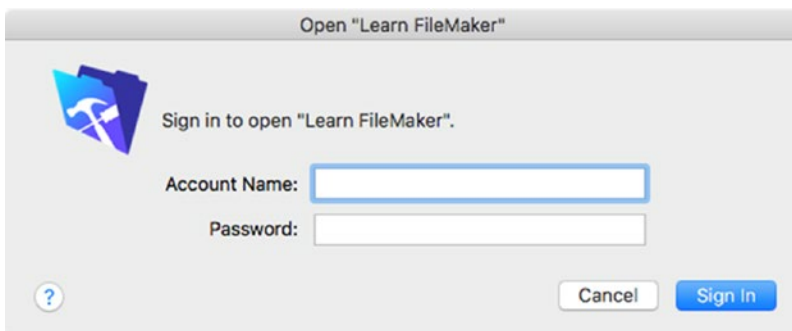 Open "Learn FileMaker"
Sign in to open "Learn FileMaker".
Account Name:
Password:
?
Cancel
Sign In